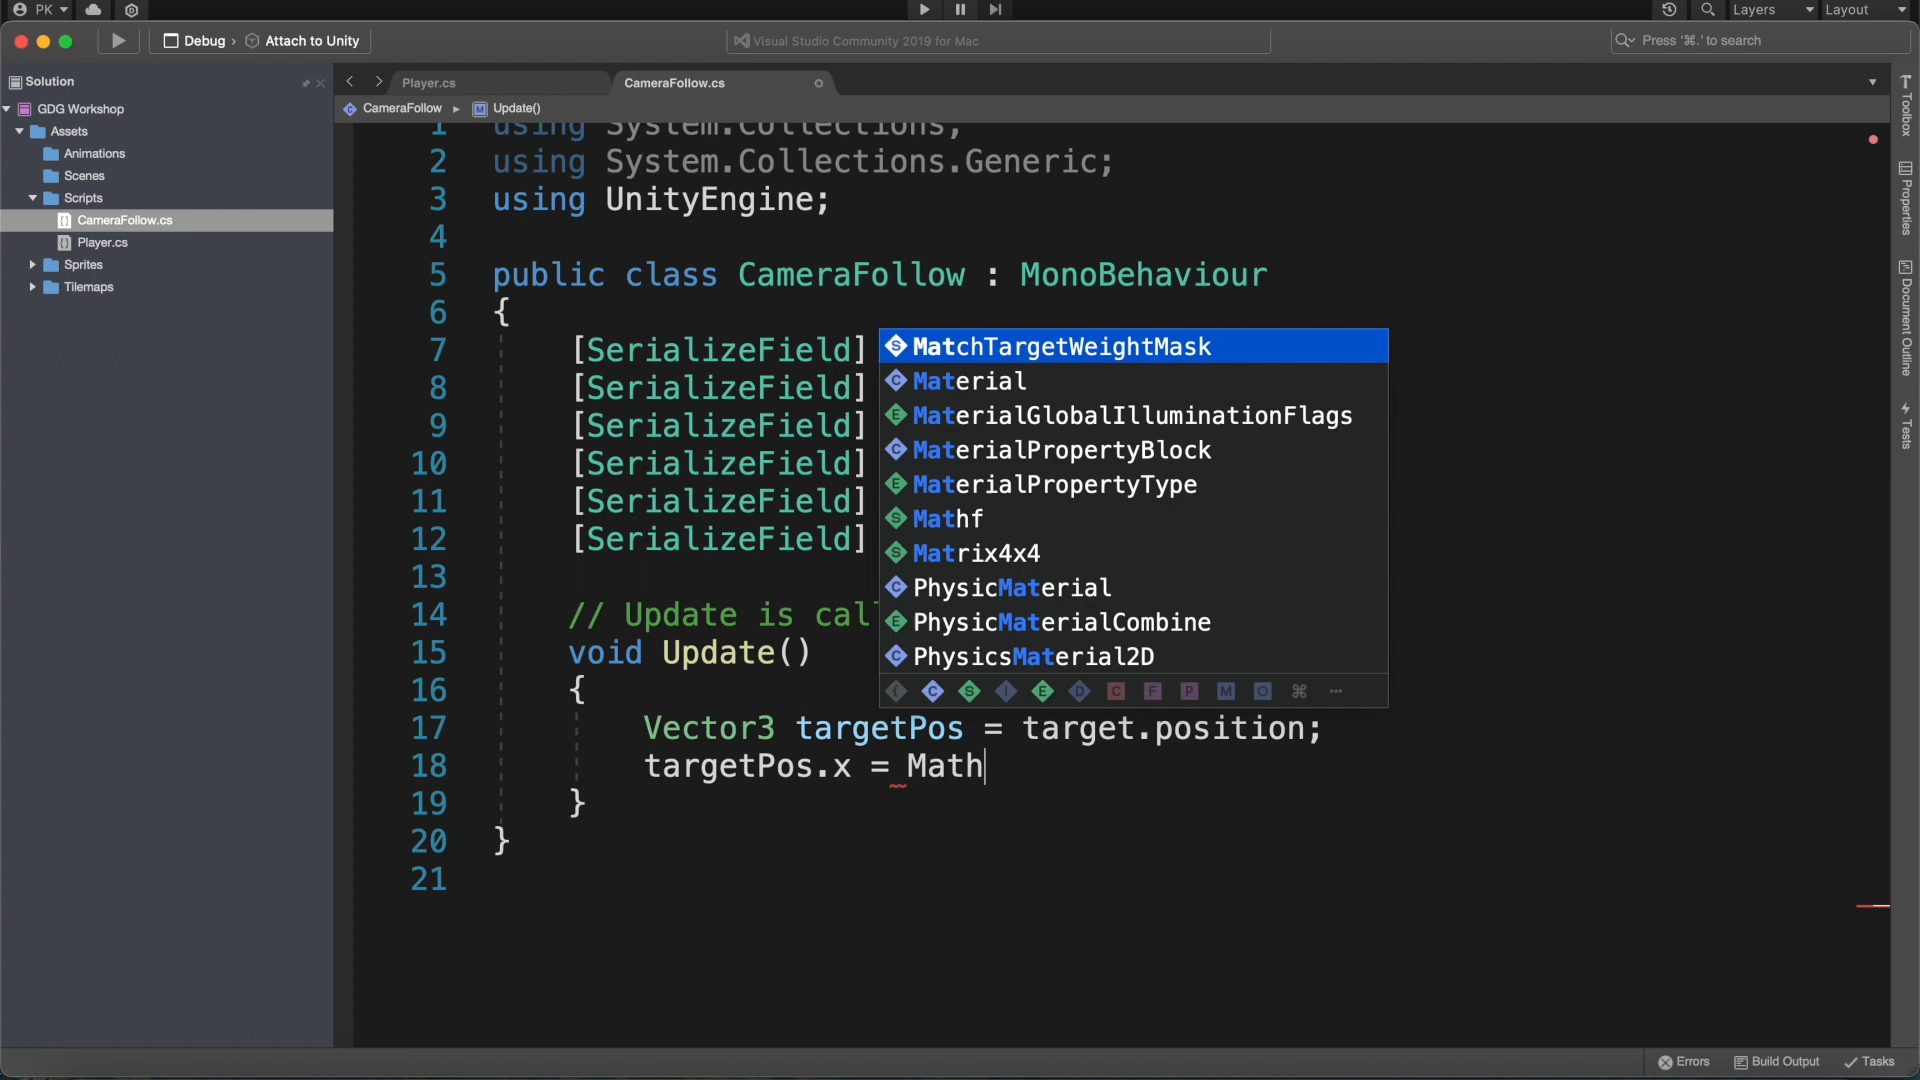 PK
Layers
Layout
Debug › Attach to Unity
Visual Studio Community 2019 for Mac
Press '⌘.' to search
Solution
Player.cs
CameraFollow.cs
CameraFollow
Update()
GDG Workshop
Assets
Animations
Scenes
Scripts
CameraFollow.cs
Player.cs
Sprites
Tilemaps
1 using System.Collections;
2 using System.Collections.Generic;
3 using UnityEngine;
4
5 public class CameraFollow : MonoBehaviour
6 {
7 [SerializeField]
8 [SerializeField]
9 [SerializeField]
10 [SerializeField]
11 [SerializeField]
12 [SerializeField]
13
14 // Update is cal
15 void Update()
16 {
17 Vector3 targetPos = target.position;
18 targetPos.x = Math
19 }
20 }
21
MatchTargetWeightMask
Material
MaterialGlobalIlluminationFlags
MaterialPropertyBlock
MaterialPropertyType
Mathf
Matrix4x4
PhysicMaterial
PhysicMaterialCombine
PhysicsMaterial2D
Toolbox
Properties
Document Outline
Tests
Errors
Build Output
Tasks